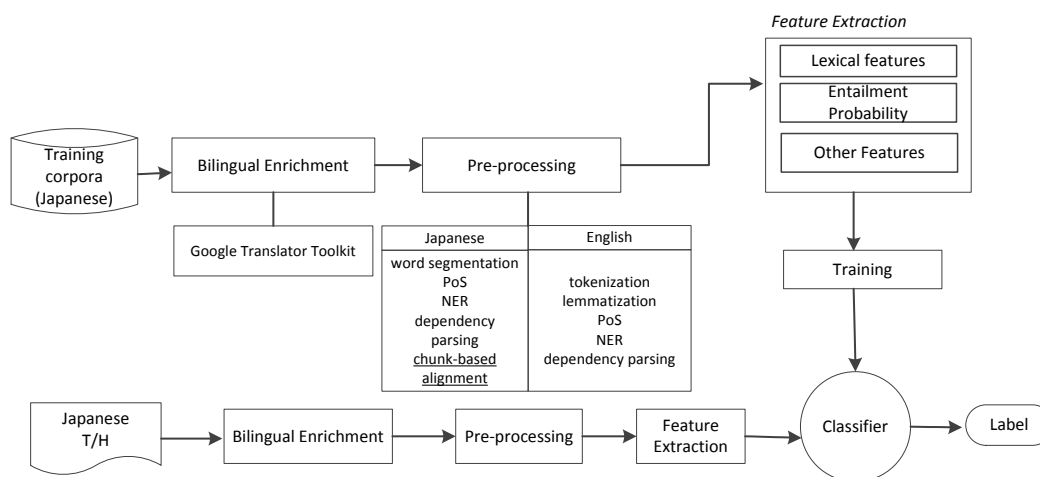 Feature Extraction
Lexical features
Entailment
Probability
Other Features
Training
corpora
(Japanese)
Bilingual Enrichment
Pre-processing
Google Translator Toolkit
Japanese
word segmentation
PoS
NER
dependency
parsing
chunk-based
alignment
English
tokenization
lemmatization
PoS
NER
dependency parsing
Training
Japanese
T/H
Bilingual Enrichment
Pre-processing
Feature
Extraction
Classifier
Label